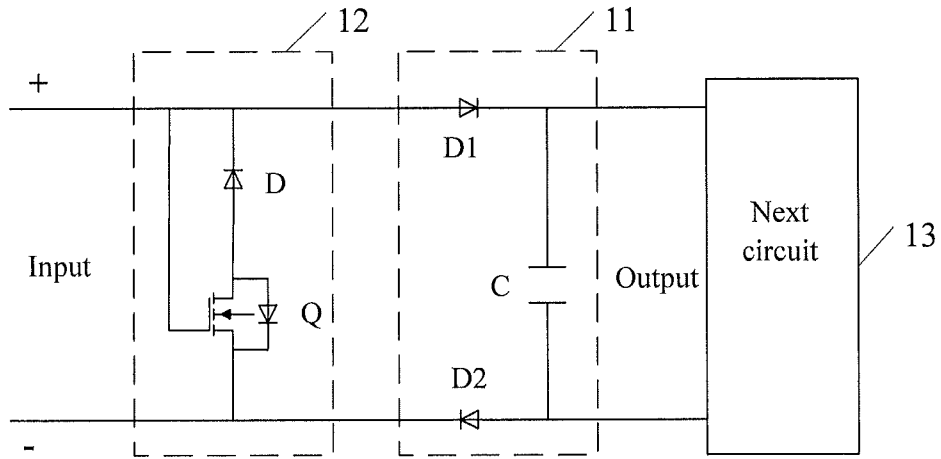 12
11
+
D1
D
Next
circuit
13
Input
Output
C
Q
D2
-